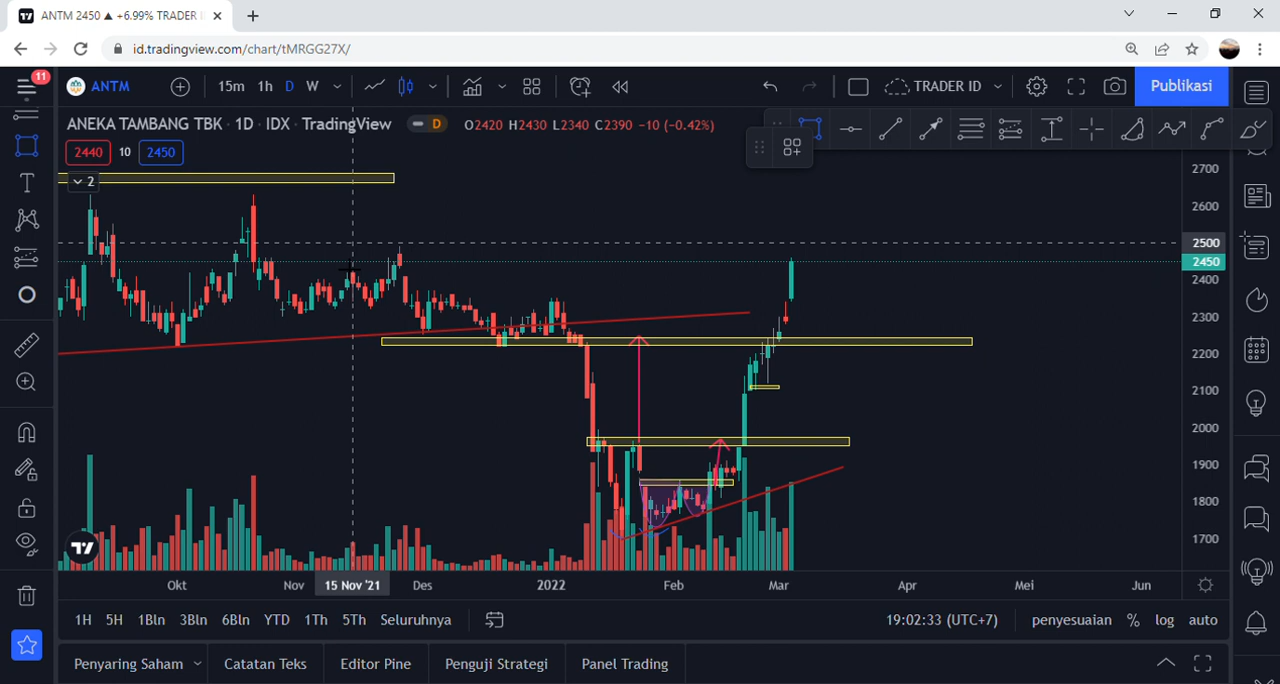 ANTM 2450 ▲ +6.99% TRADER I
id.tradingview.com/chart/tMRGG27X/
11
ANTM
15m 1h D W
TRADER ID
Publikasi
ANEKA TAMBANG TBK · 1D · IDX · TradingView
D
O2420 H2430 L2340 C2390 −10 (−0.42%)
2440 10 2450
2
2700
2600
2500
2450
2400
2300
2200
2100
2000
1900
1800
1700
Okt Nov 15 Nov '21 Des 2022 Feb Mar Apr Mei Jun
1H 5H 1Bln 3Bln 6Bln YTD 1Th 5Th Seluruhnya
19:02:33 (UTC+7) penyesuaian % log auto
Penyaring Saham Catatan Teks Editor Pine Penguji Strategi Panel Trading